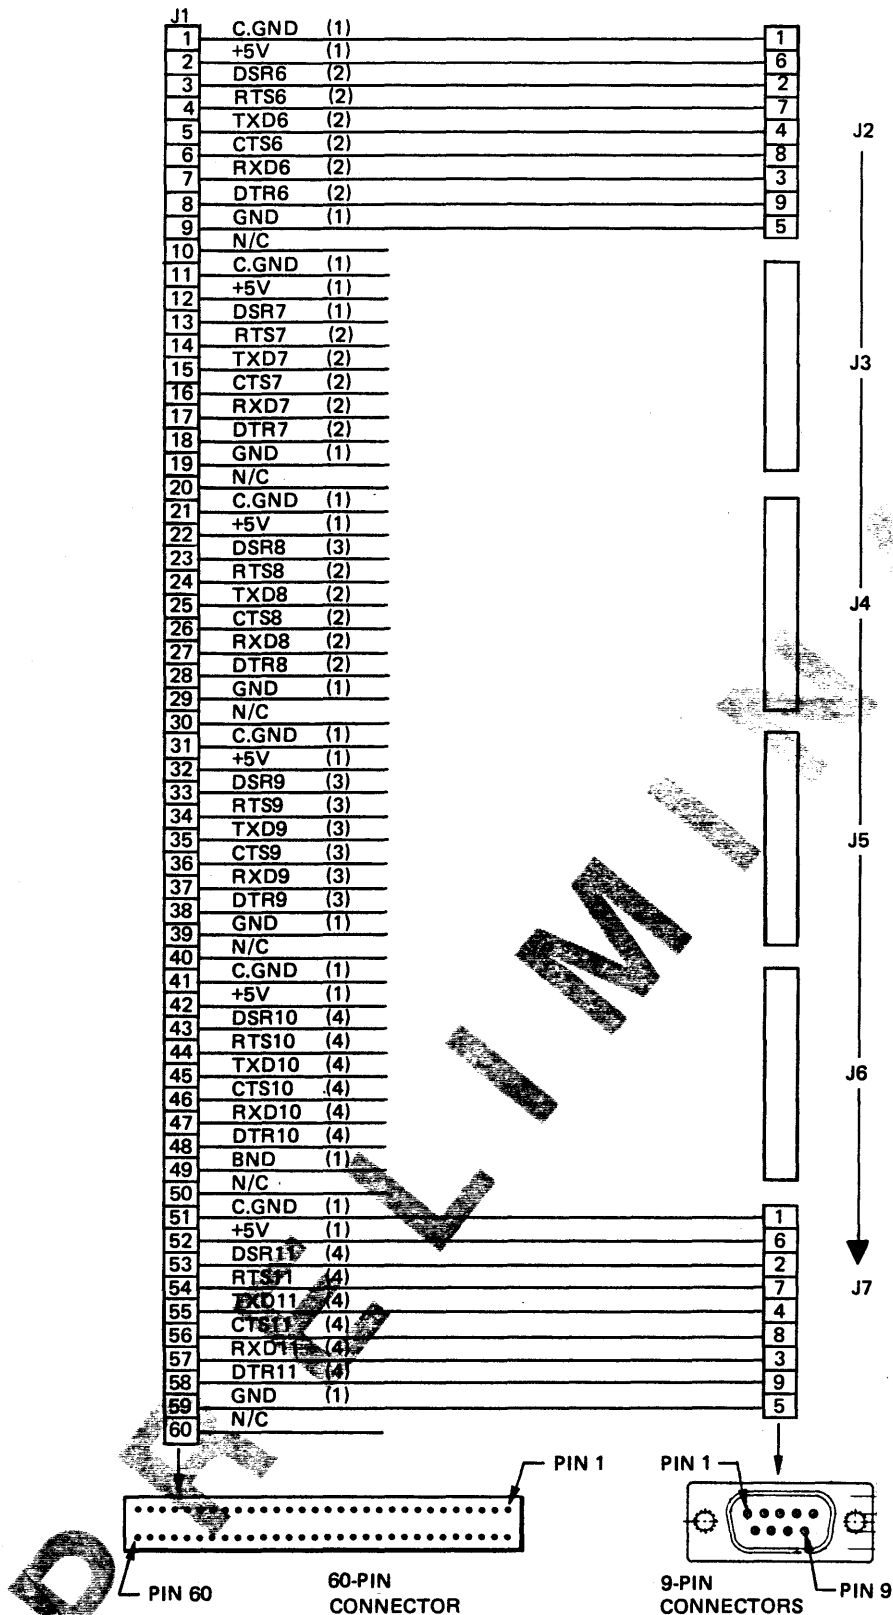 J1
1 C.GND (1) 1
2 +5V (1) 6
3 DSR6 (2) 2
4 RTS6 (2) 7
5 TXD6 (2) 4
6 CTS6 (2) 8
7 RXD6 (2) 3
8 DTR6 (2) 9
9 GND (1) 5
J2
10 N/C
11 C.GND (1)
12 +5V (1)
13 DSR7 (1)
14 RTS7 (2)
15 TXD7 (2)
16 CTS7 (2)
17 RXD7 (2)
18 DTR7 (2)
19 GND (1)
J3
20 N/C
21 C.GND (1)
22 +5V (1)
23 DSR8 (3)
24 RTS8 (2)
25 TXD8 (2)
26 CTS8 (2)
27 RXD8 (2)
28 DTR8 (2)
29 GND (1)
J4
30 N/C
31 C.GND (1)
32 +5V (1)
33 DSR9 (3)
34 RTS9 (3)
35 TXD9 (3)
36 CTS9 (3)
37 RXD9 (3)
38 DTR9 (3)
39 GND (1)
J5
40 N/C
41 C.GND (1)
42 +5V (1)
43 DSR10 (4)
44 RTS10 (4)
45 TXD10 (4)
46 CTS10 (4)
47 RXD10 (4)
48 DTR10 (4)
49 BND (1)
J6
50 N/C
51 C.GND (1) 1
52 +5V (1) 6
53 DSR11 (4) 2
54 RTS11 (4) 7
55 TXD11 (4) 4
56 CTS11 (4) 8
57 RXD11 (4) 3
58 DTR11 (4) 9
59 GND (1) 5
J7
60 N/C
PIN 1
PIN 60
60-PIN
CONNECTOR
PIN 1
PIN 9
9-PIN
CONNECTORS